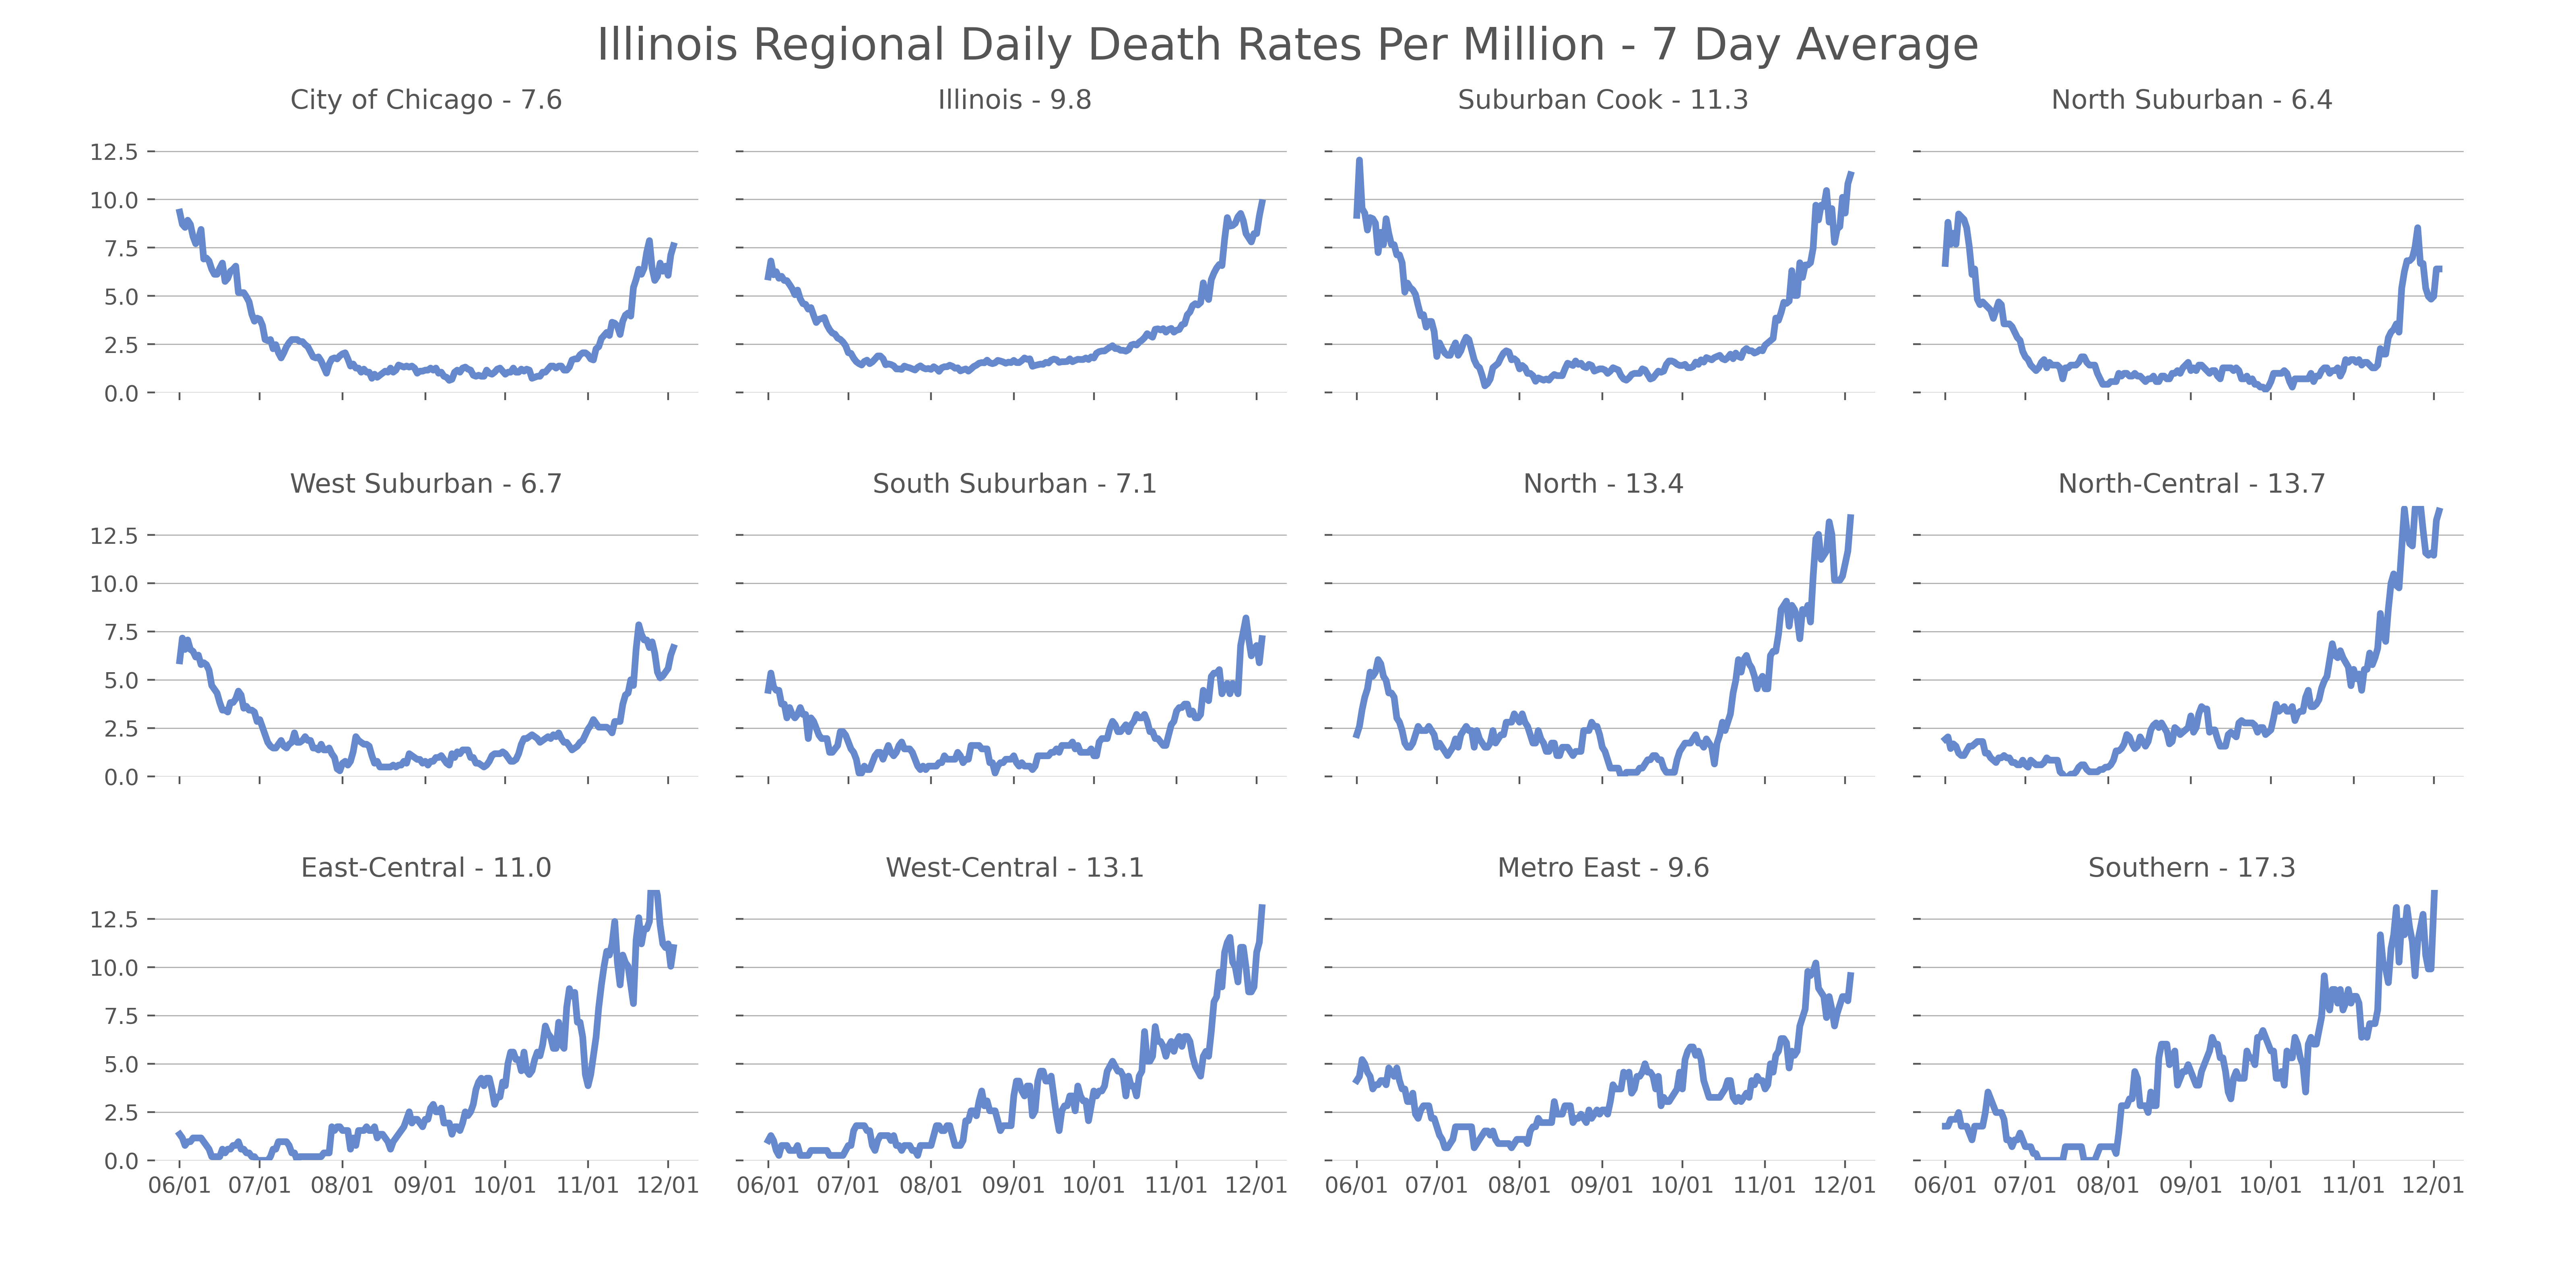 Illinois Regional Daily Death Rates Per Million - 7 Day Average
City of Chicago - 7.6
Illinois - 9.8
Suburban Cook - 11.3
North Suburban - 6.4
12.5
10.0
7.5
5.0
2.5
0.0
West Suburban - 6.7
South Suburban - 7.1
North - 13.4
North-Central - 13.7
12.5
10.0
7.5
5.0
2.5
0.0
East-Central - 11.0
West-Central - 13.1
Metro East - 9.6
Southern - 17.3
12.5
10.0
7.5
5.0
2.5
0.0
06/01 07/01 08/01 09/01 10/01 11/01 12/01
06/01 07/01 08/01 09/01 10/01 11/01 12/01
06/01 07/01 08/01 09/01 10/01 11/01 12/01
06/01 07/01 08/01 09/01 10/01 11/01 12/01